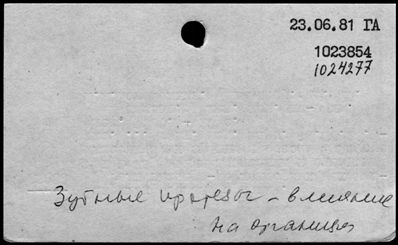 23.06.81 ГА
1023854
1024277
Зубные протезы - влияние
на организм